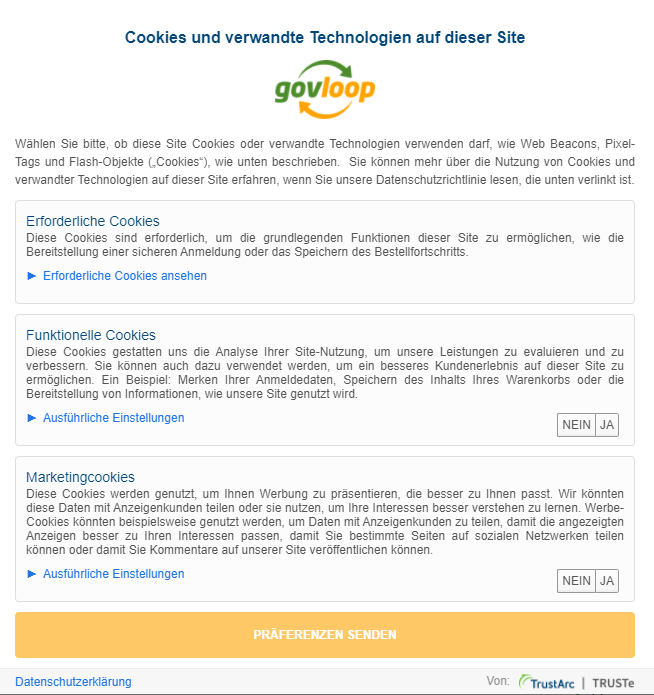 Cookies und verwandte Technologien auf dieser Site
govloop
Wählen Sie bitte, ob diese Site Cookies oder verwandte Technologien verwenden darf, wie Web Beacons, Pixel-
Tags und Flash-Objekte („Cookies“), wie unten beschrieben. Sie können mehr über die Nutzung von Cookies und
verwandter Technologien auf dieser Site erfahren, wenn Sie unsere Datenschutzrichtlinie lesen, die unten verlinkt ist.
Erforderliche Cookies
Diese Cookies sind erforderlich, um die grundlegenden Funktionen dieser Site zu ermöglichen, wie die
Bereitstellung einer sicheren Anmeldung oder das Speichern des Bestellfortschritts.
► Erforderliche Cookies ansehen
Funktionelle Cookies
Diese Cookies gestatten uns die Analyse Ihrer Site-Nutzung, um unsere Leistungen zu evaluieren und zu
verbessern. Sie können auch dazu verwendet werden, um ein besseres Kundenerlebnis auf dieser Site zu
ermöglichen. Ein Beispiel: Merken Ihrer Anmeldedaten, Speichern des Inhalts Ihres Warenkorbs oder die
Bereitstellung von Informationen, wie unsere Site genutzt wird.
► Ausführliche Einstellungen
NEIN JA
Marketingcookies
Diese Cookies werden genutzt, um Ihnen Werbung zu präsentieren, die besser zu Ihnen passt. Wir könnten
diese Daten mit Anzeigenkunden teilen oder sie nutzen, um Ihre Interessen besser verstehen zu lernen. Werbe-
Cookies könnten beispielsweise genutzt werden, um Daten mit Anzeigenkunden zu teilen, damit die angezeigten
Anzeigen besser zu Ihren Interessen passen, damit Sie bestimmte Seiten auf sozialen Netzwerken teilen
können oder damit Sie Kommentare auf unserer Site veröffentlichen können.
► Ausführliche Einstellungen
NEIN JA
PRÄFERENZEN SENDEN
Datenschutzerklärung Von: TrustArc | TRUSTe